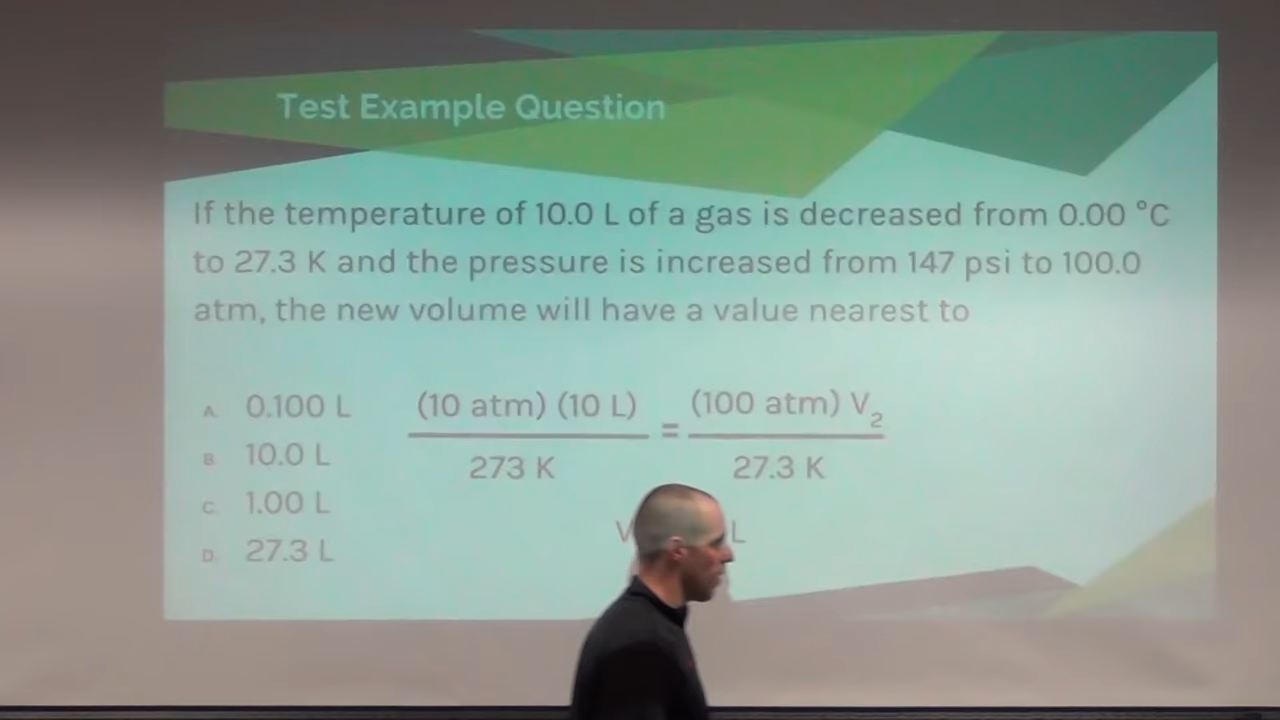 Test Example Question
If the temperature of 10.0 L of a gas is decreased from 0.00 °C
to 27.3 K and the pressure is increased from 147 psi to 100.0
atm, the new volume will have a value nearest to
A. 0.100 L
B. 10.0 L
C. 1.00 L
D. 27.3 L
(10 atm) (10 L) = (100 atm) V₂
273 K 27.3 K
V L